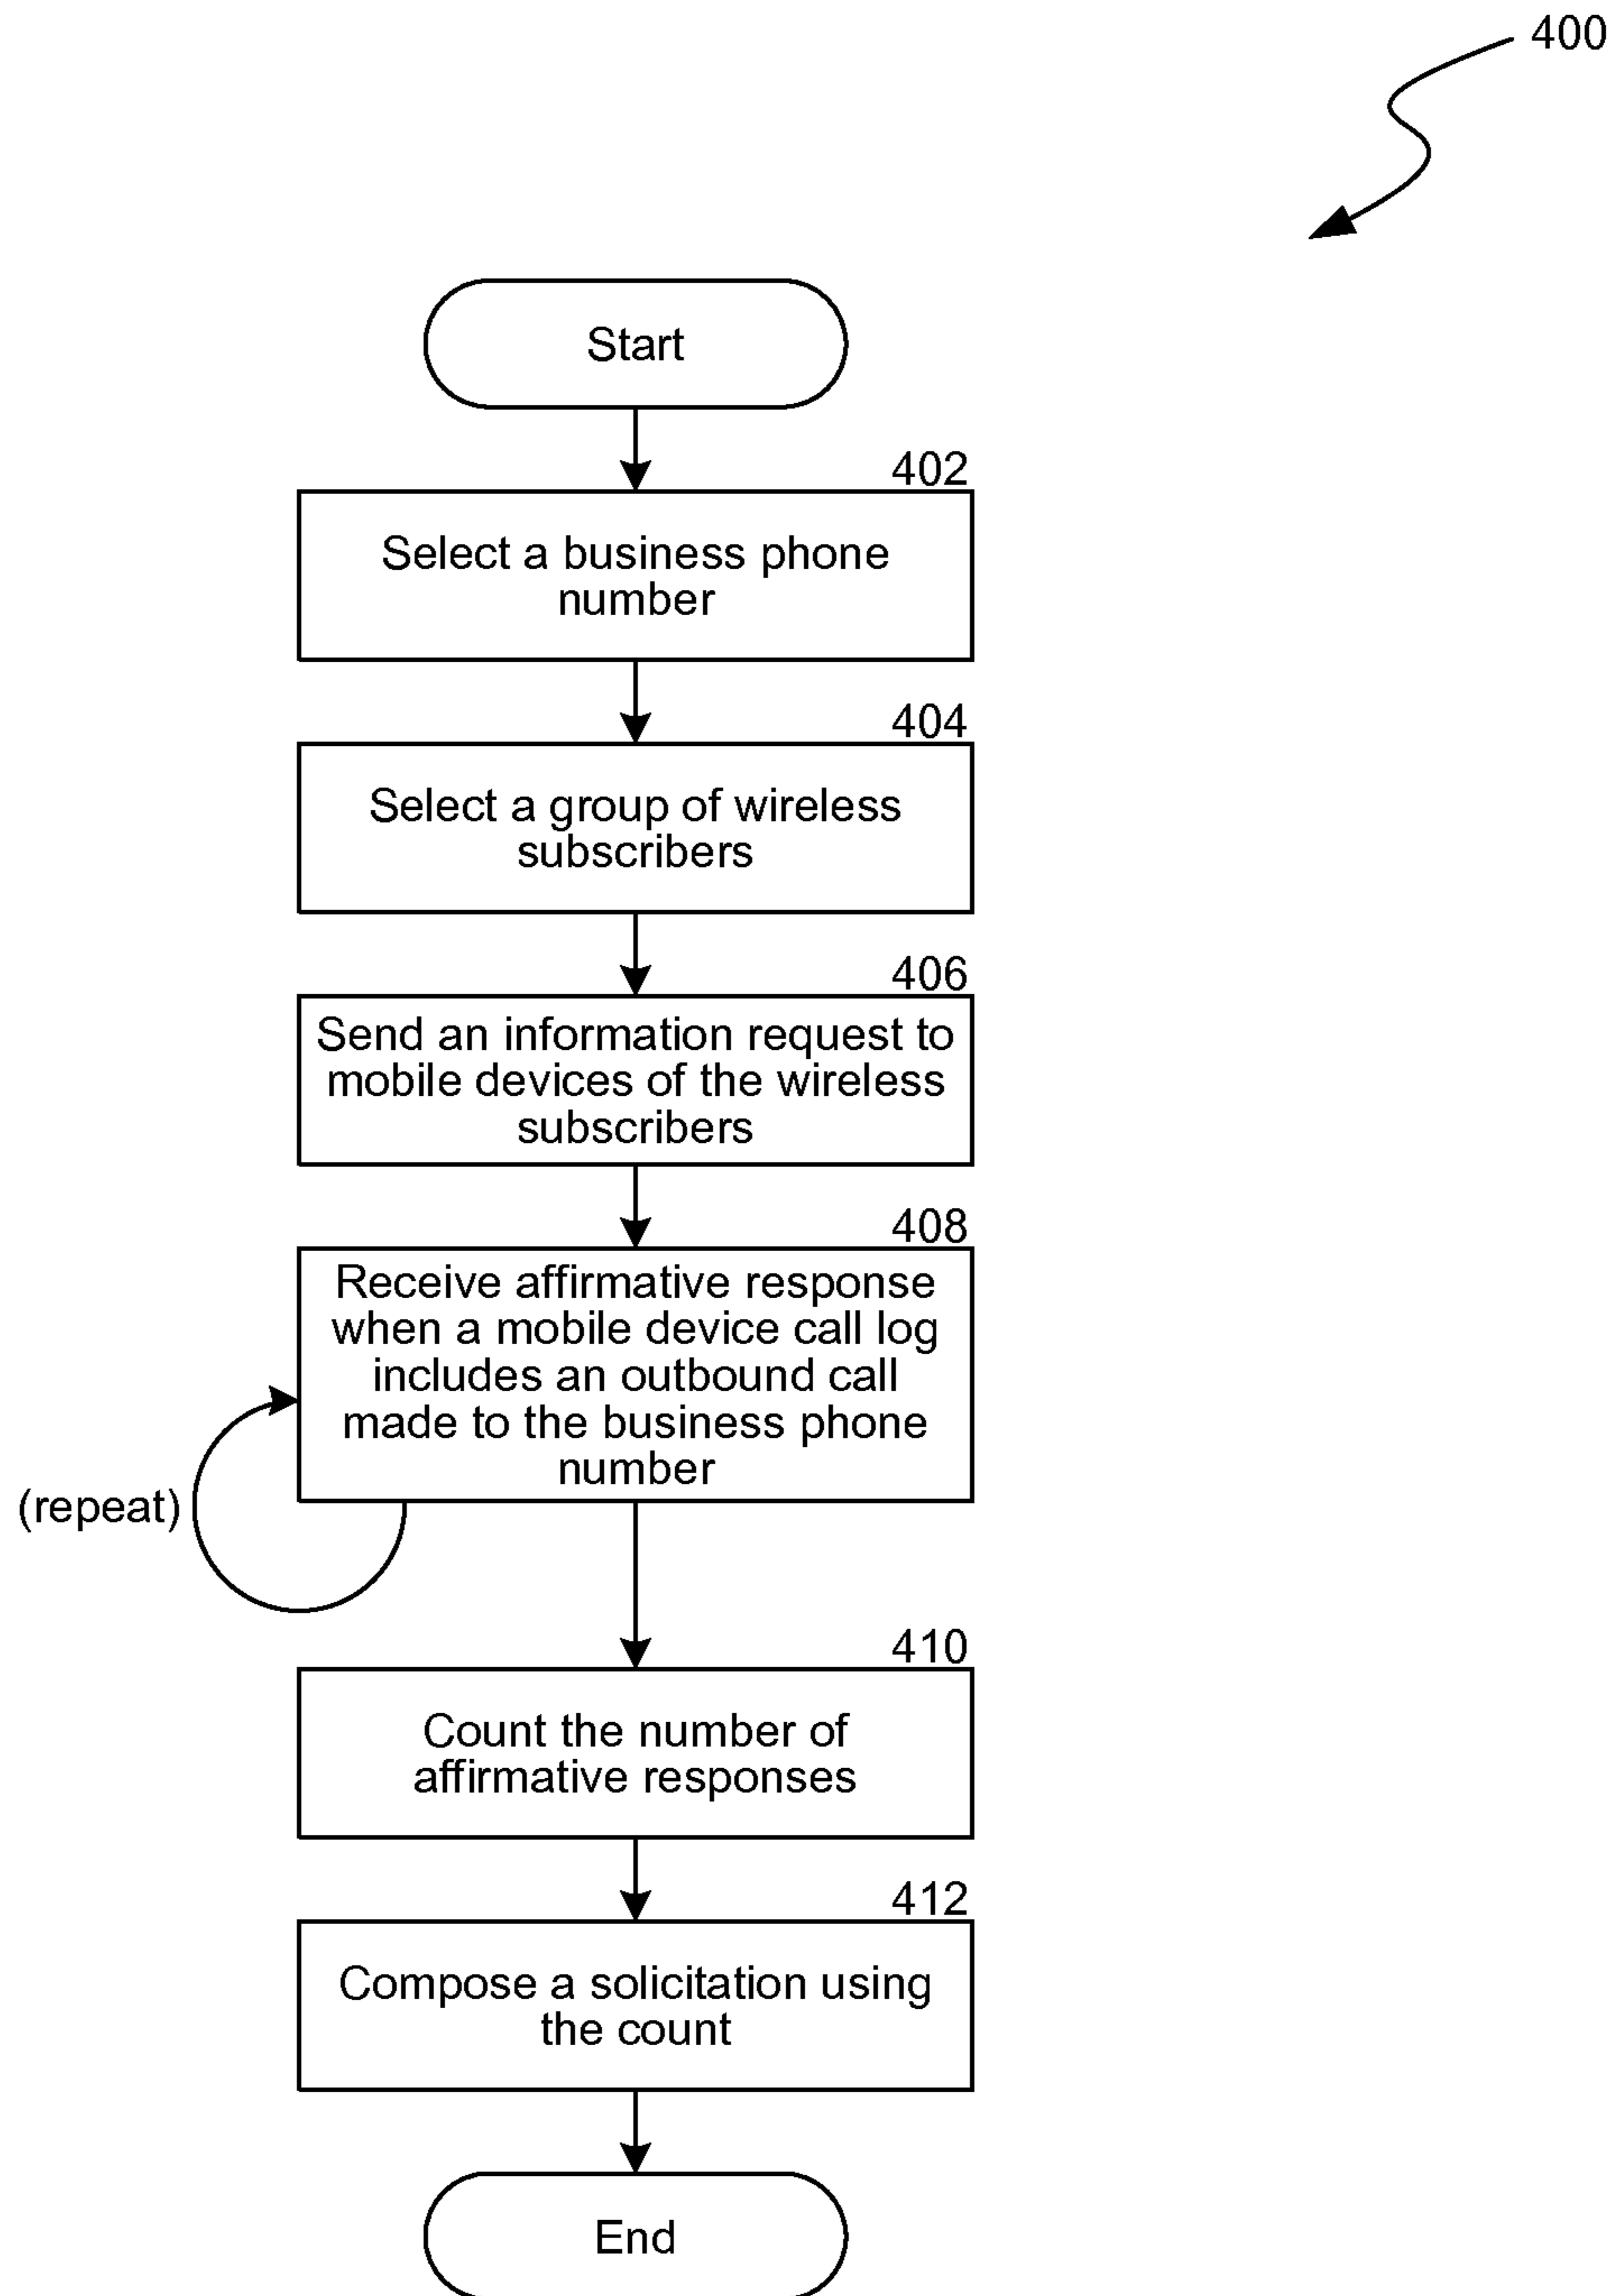 400
Start
402
Select a business phone
number
404
Select a group of wireless
subscribers
406
Send an information request to
mobile devices of the wireless
subscribers
408
Receive affirmative response
when a mobile device call log
includes an outbound call
made to the business phone
number
(repeat)
410
Count the number of
affirmative responses
412
Compose a solicitation using
the count
End